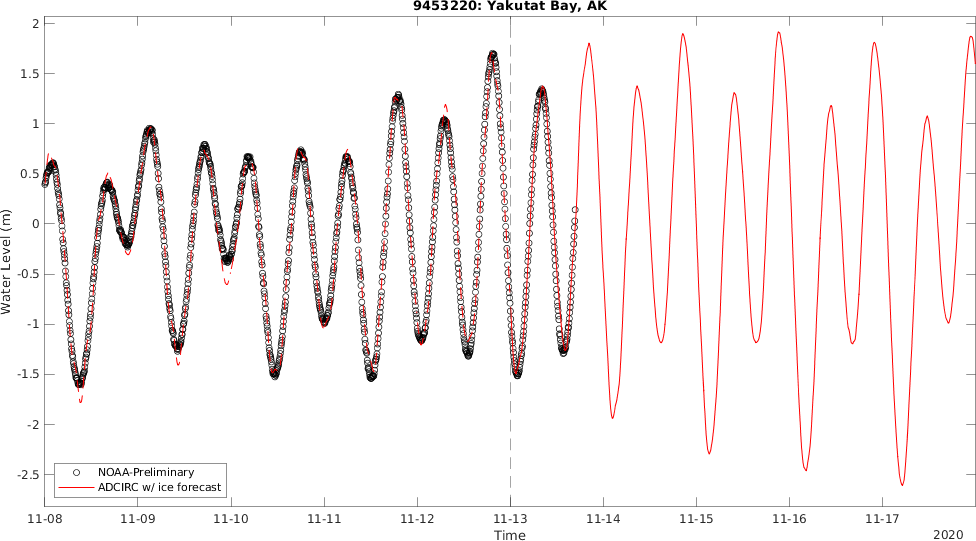 9453220: Yakutat Bay, AK
2
1.5
1
0.5
0
-0.5
-1
-1.5
-2
-2.5
Water Level (m)
NOAA-Preliminary
ADCIRC w/ ice forecast
11-08 11-09 11-10 11-11 11-12 11-13 11-14 11-15 11-16 11-17
Time
2020